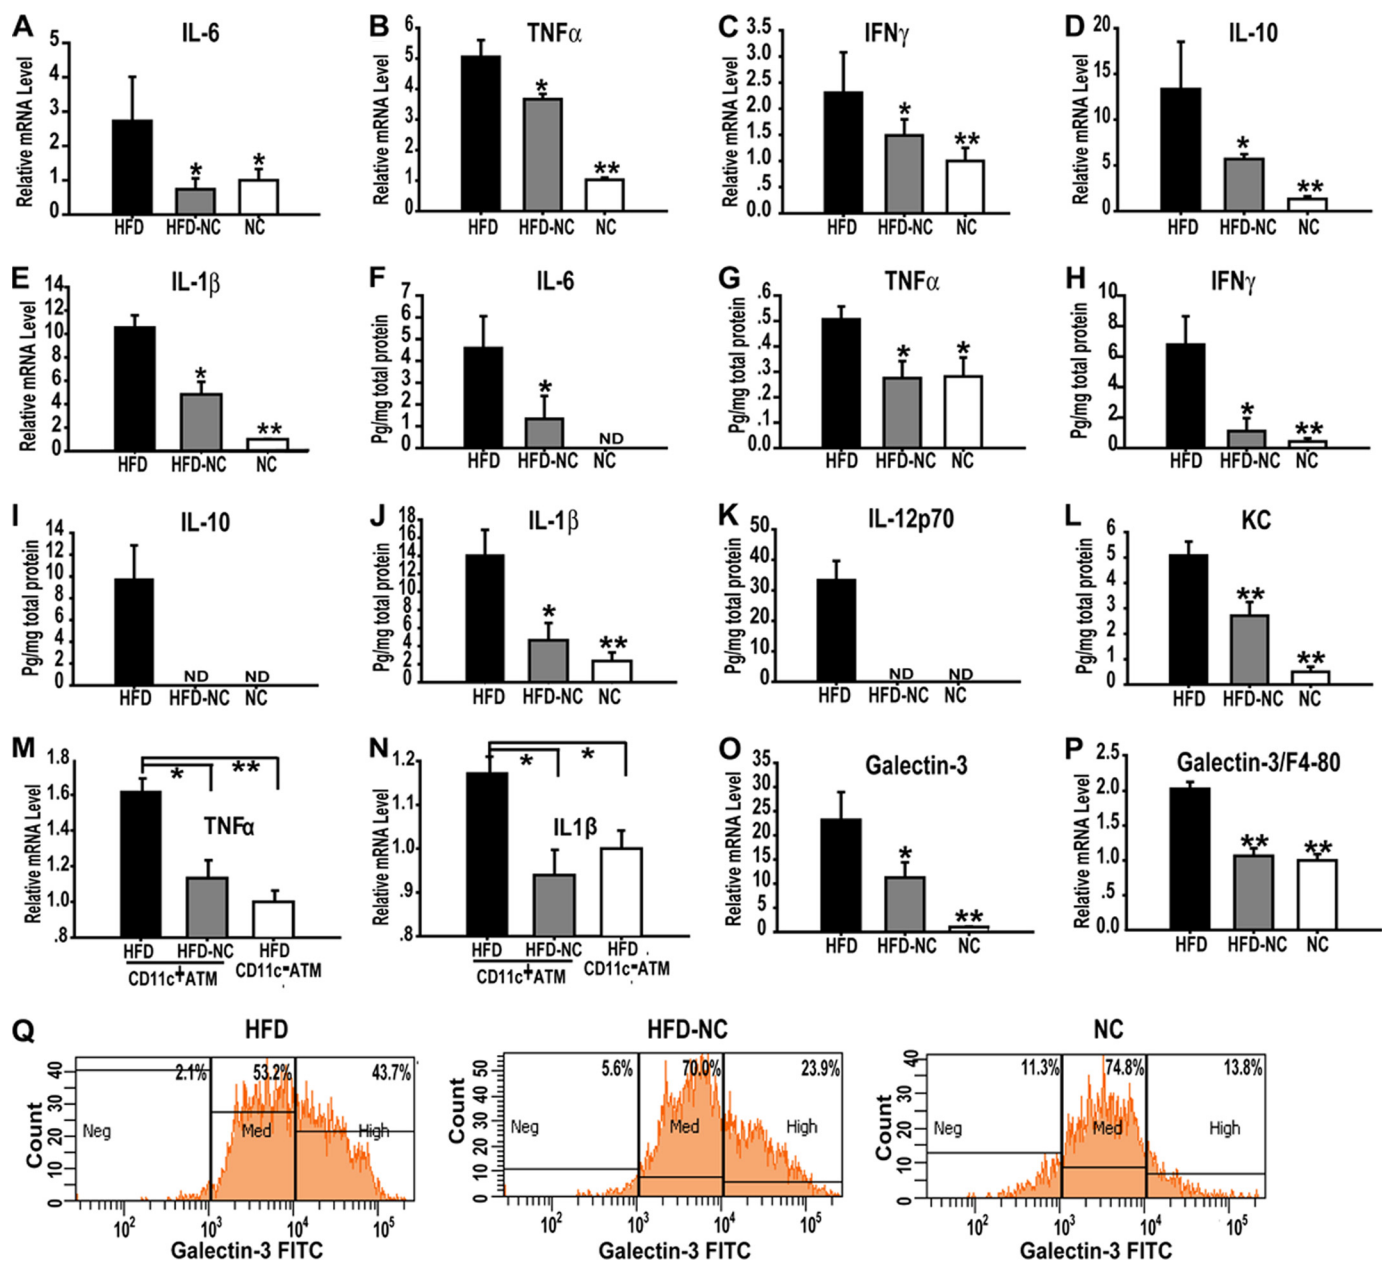 A IL-6
Relative mRNA Level
5
4
3
2
1
0
* *
HFD HFD-NC NC
B TNFα
Relative mRNA Level
6
5
4
3
2
1
0
* **
HFD HFD-NC NC
C IFNγ
Relative mRNA Level
3.5
3.0
2.5
2.0
1.5
1.0
0.5
0.0
* **
HFD HFD-NC NC
D IL-10
Relative mRNA Level
20
15
10
5
0
* **
HFD HFD-NC NC
E IL-1β
Relative mRNA Level
14
12
10
8
6
4
2
0
* **
HFD HFD-NC NC
F IL-6
Pg/mg total protein
7
6
5
4
3
2
1
0
* ND
HFD HFD-NC NC
G TNFα
Pg/mg total protein
.6
.5
.4
.3
.2
.1
0.0
* *
HFD HFD-NC NC
H IFNγ
Pg/mg total protein
10
8
6
4
2
0
* **
HFD HFD-NC NC
I IL-10
Pg/mg total protein
14
12
10
8
6
4
2
0
ND ND
HFD HFD-NC NC
J IL-1β
Pg/mg total protein
18
16
14
12
10
8
6
4
2
0
* **
HFD HFD-NC NC
K IL-12p70
Pg/mg total protein
50
40
30
20
10
0
ND ND
HFD HFD-NC NC
L KC
Pg/mg total protein
6
5
4
3
2
1
0
** **
HFD HFD-NC NC
M
Relative mRNA Level
1.8
1.6
1.4
1.2
1.0
.8
* **
TNFα
HFD HFD-NC HFD
CD11c+ATM CD11c-ATM
N
Relative mRNA Level
1.2
1.1
1.0
.9
.8
* *
IL1β
HFD HFD-NC HFD
CD11c+ATM CD11c-ATM
O Galectin-3
Relative mRNA Level
35
30
25
20
15
10
5
0
* **
HFD HFD-NC NC
P Galectin-3/F4-80
Relative mRNA Level
2.5
2.0
1.5
1.0
0.5
0.0
** **
HFD HFD-NC NC
Q HFD
Count
40
30
20
10
0
2.1% 53.2% 43.7%
Neg Med High
10² 10³ 10⁴ 10⁵
Galectin-3 FITC
HFD-NC
Count
50
40
30
20
10
0
5.6% 70.0% 23.9%
Neg Med High
10² 10³ 10⁴ 10⁵
Galectin-3 FITC
NC
Count
40
30
20
10
0
11.3% 74.8% 13.8%
Neg Med High
10² 10³ 10⁴ 10⁵
Galectin-3 FITC